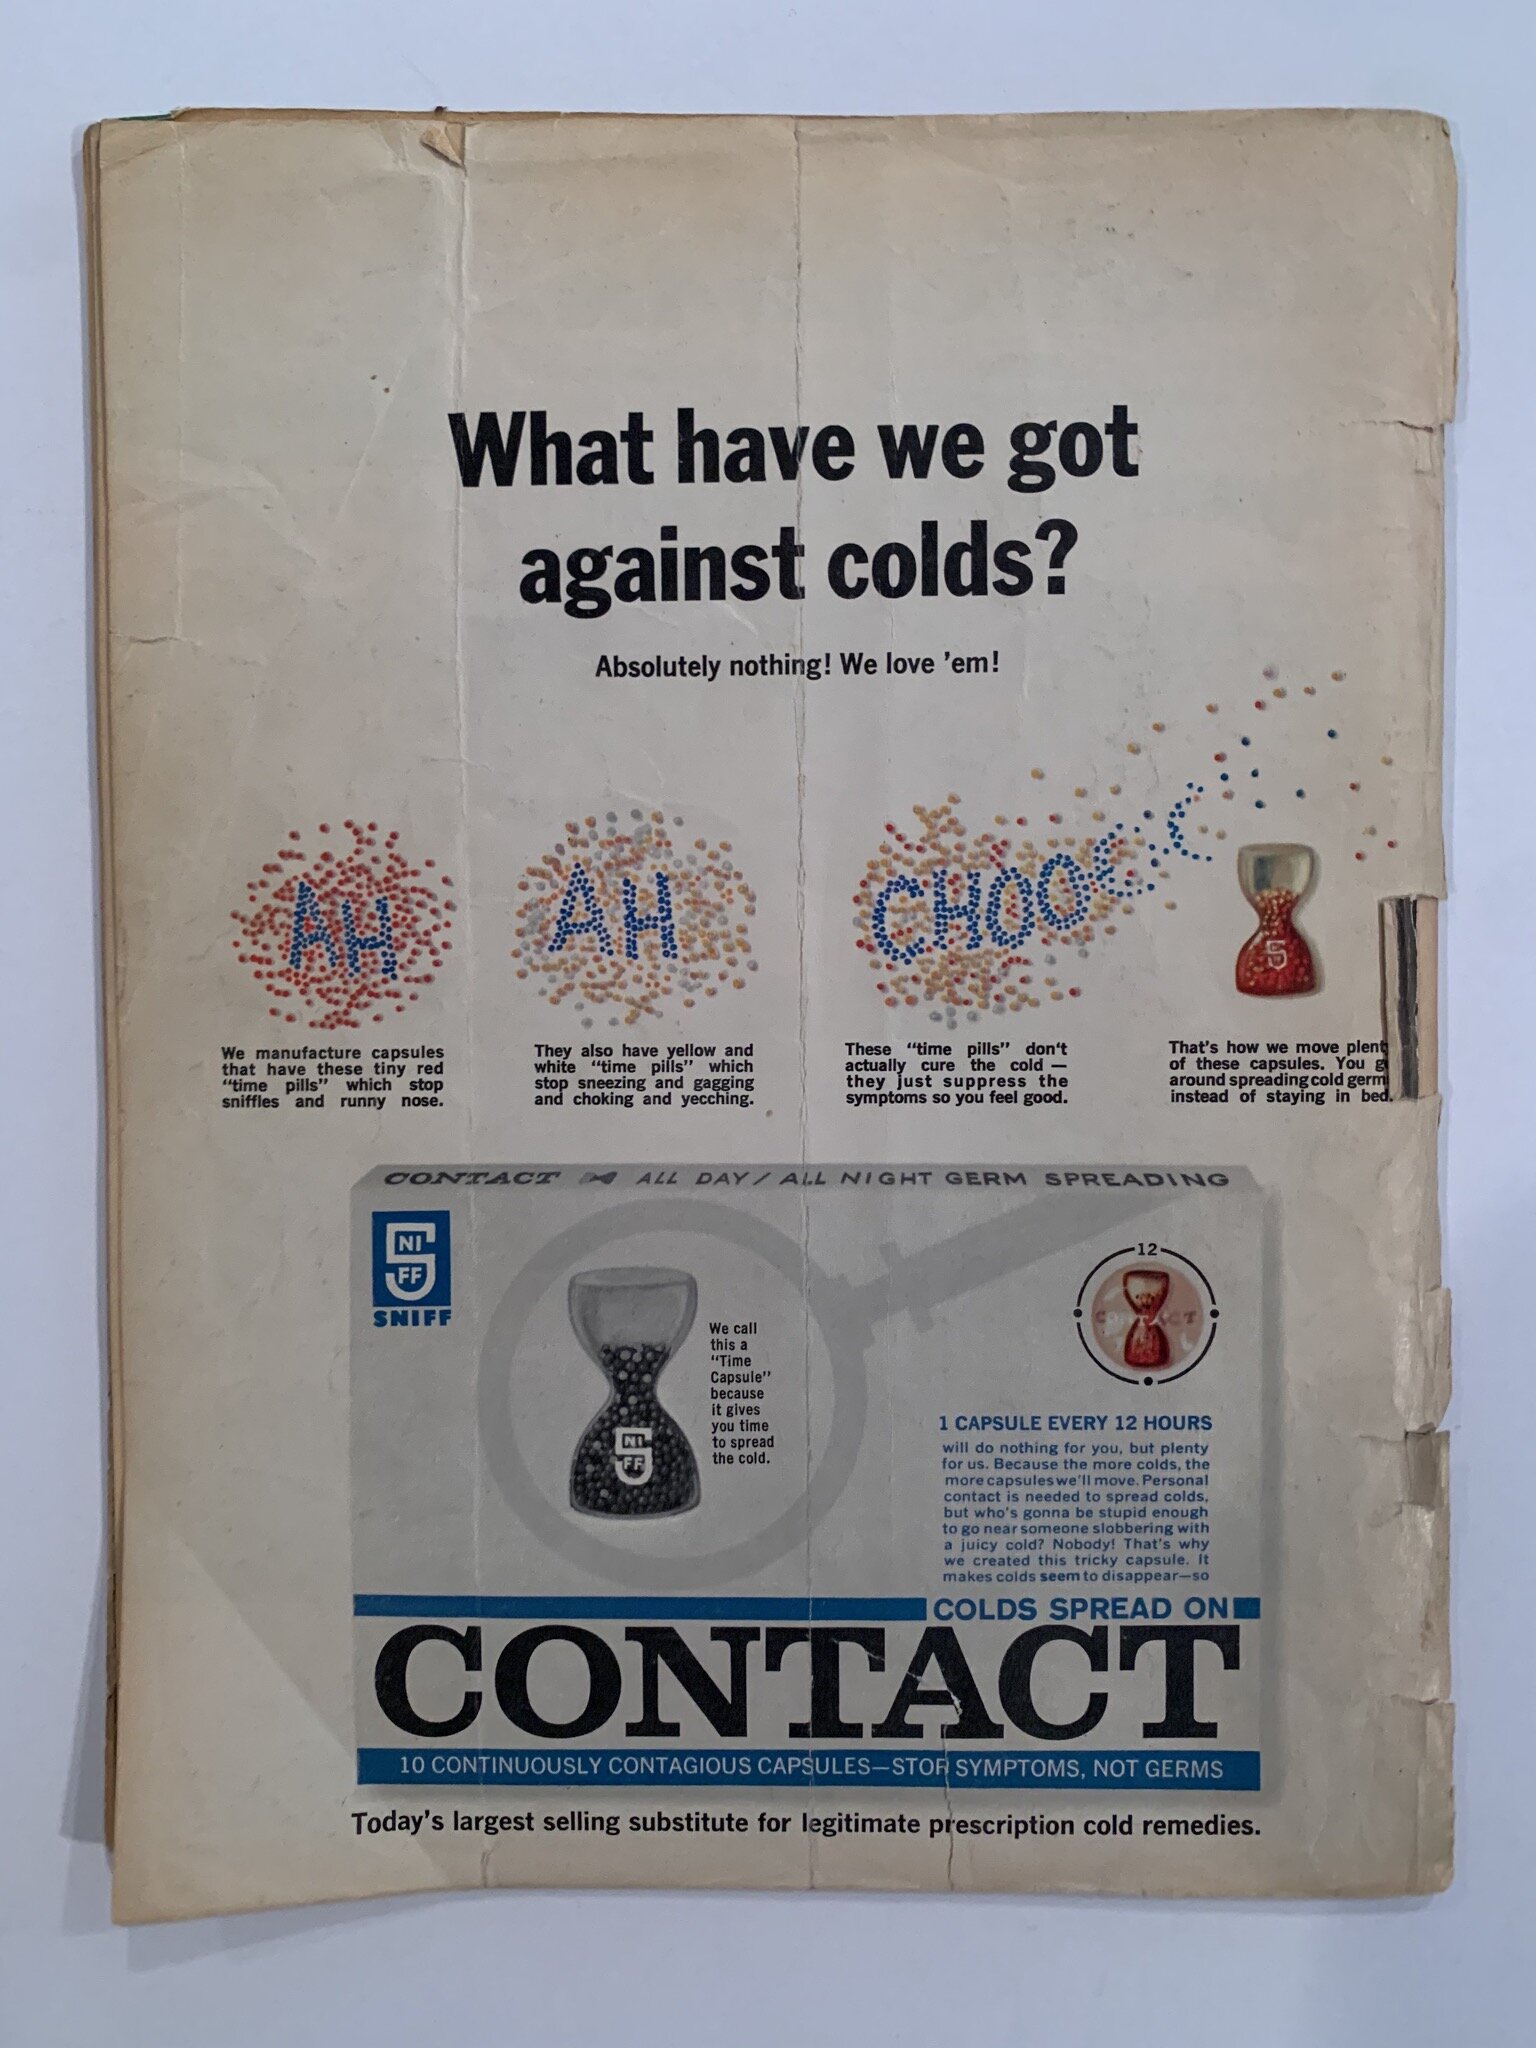 What have we got
against colds?
Absolutely nothing! We love 'em!
AH
AH
CHOO
S
We manufacture capsules
that have these tiny red
"time pills" which stop
sniffles and runny nose.
They also have yellow and
white "time pills" which
stop sneezing and gagging
and choking and yecching.
These "time pills" don't
actually cure the cold —
they just suppress the
symptoms so you feel good.
That's how we move
of these capsules. You
around spreading cold
instead of staying in bed.
CONTACT ALL DAY / ALL NIGHT GERM SPREADING
SNIFF
SNIFF
We call
this a
"Time
Capsule"
because
it gives
you time
to spread
the cold.
SNIFF
12
CONTACT
1 CAPSULE EVERY 12 HOURS
will do nothing for you, but plenty
for us. Because the more colds, the
more capsules we'll move. Personal
contact is needed to spread colds,
but who's gonna be stupid enough
to go near someone slobbering with
a juicy cold? Nobody! That's why
we created this tricky capsule. It
makes colds seem to disappear—so
COLDS SPREAD ON
CONTACT
10 CONTINUOUSLY CONTAGIOUS CAPSULES—STOP SYMPTOMS, NOT GERMS
Today's largest selling substitute for legitimate prescription cold remedies.